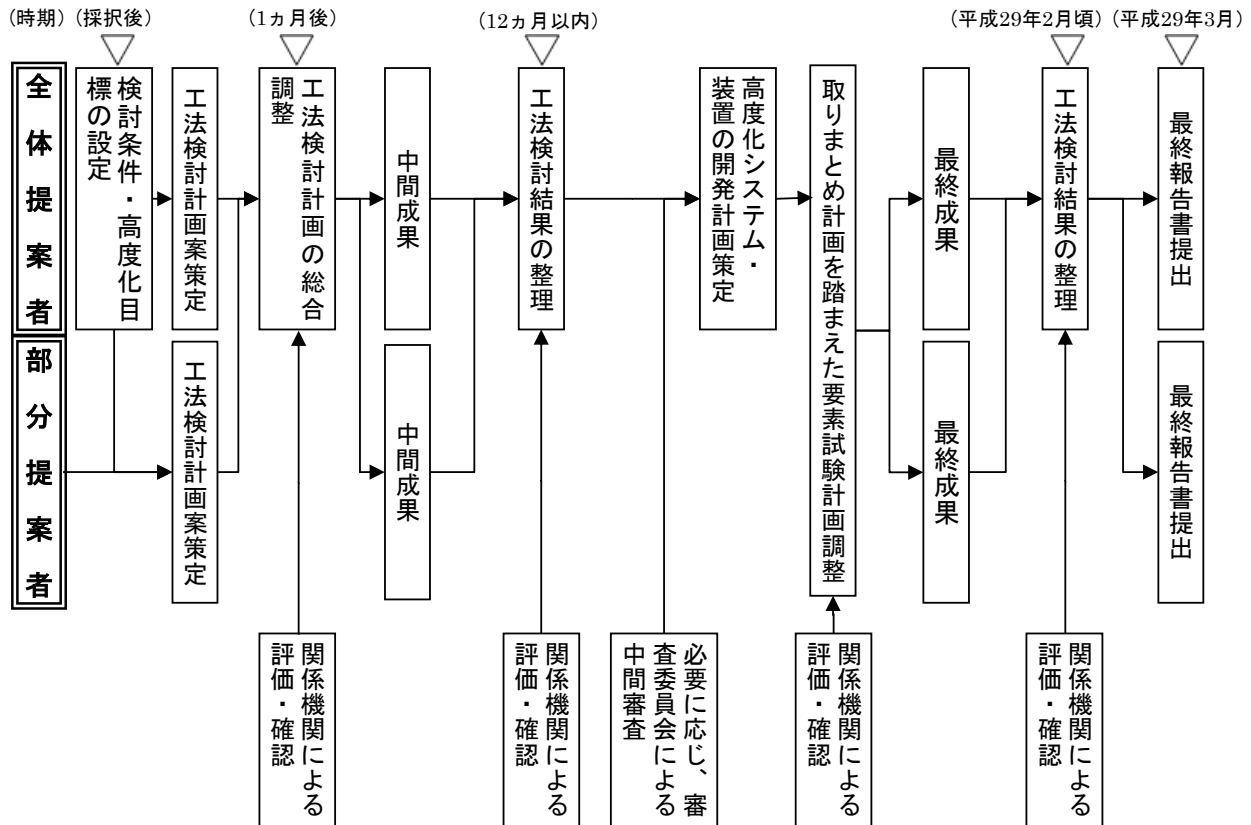 (時期)
(採択後)
(1ヵ月後)
(12ヵ月以内)
(平成29年2月頃)
(平成29年3月)
全体提案者
検討条件・高度化目
標の設定
工法検討計画案策定
工法検討計画の総合
調整
中間成果
工法検討結果の整理
高度化システム・
装置の開発計画策定
取りまとめ計画を踏まえた要素試験計画調整
最終成果
工法検討結果の整理
最終報告書提出
部分提案者
工法検討計画案策定
中間成果
最終成果
最終報告書提出
関係機関による
評価・確認
関係機関による
評価・確認
必要に応じ、審
査委員会による
中間審査
関係機関による
評価・確認
関係機関による
評価・確認